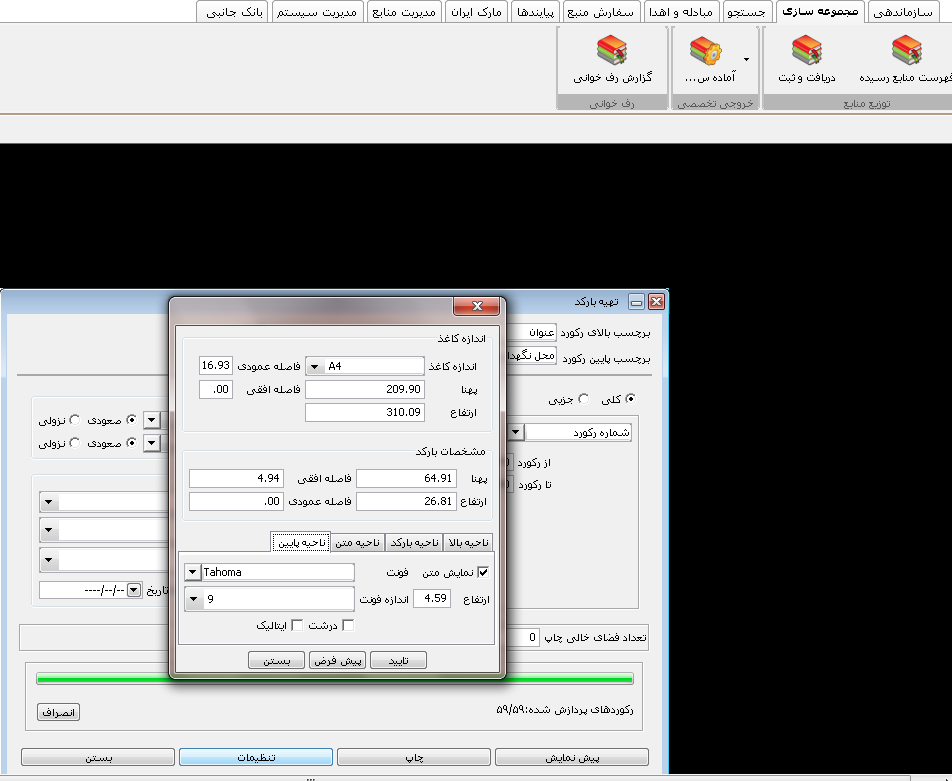 سازماندهی
مجموعه سازی
جستجو
مبادله و اهدا
سفارش منبع
پیایندها
مارک ایران
مدیریت منابع
مدیریت سیستم
بانک جانبی
فهرست منابع رسیده
دریافت و ثبت
آماده س...
گزارش رف خوانی
توزیع منابع
خروجی تخصصی
رف خوانی
تهیه بارکد
برچسب بالای رکورد
عنوان
برچسب پایین رکورد
کلی
جزیی
شماره رکورد
از رکورد
تا رکورد
صعودی
نزولی
صعودی
نزولی
تاریخ
--/--/----
تعداد فضای خالی چاپ
0
رکوردهای پردازش شده:۵۹/۵۹
انصراف
پیش نمایش
چاپ
تنظیمات
بستن
اندازه کاغذ
اندازه کاغذ
A4
فاصله عمودی
16.93
پهنا
209.90
فاصله افقی
.00
ارتفاع
310.09
مشخصات بارکد
پهنا
64.91
فاصله افقی
4.94
ارتفاع
26.81
فاصله عمودی
.00
ناحیه بالا
ناحیه بارکد
ناحیه متن
ناحیه پایین
نمایش متن
فونت
Tahoma
ارتفاع
4.59
اندازه فونت
9
درشت
ایتالیک
تایید
پیش فرض
بستن